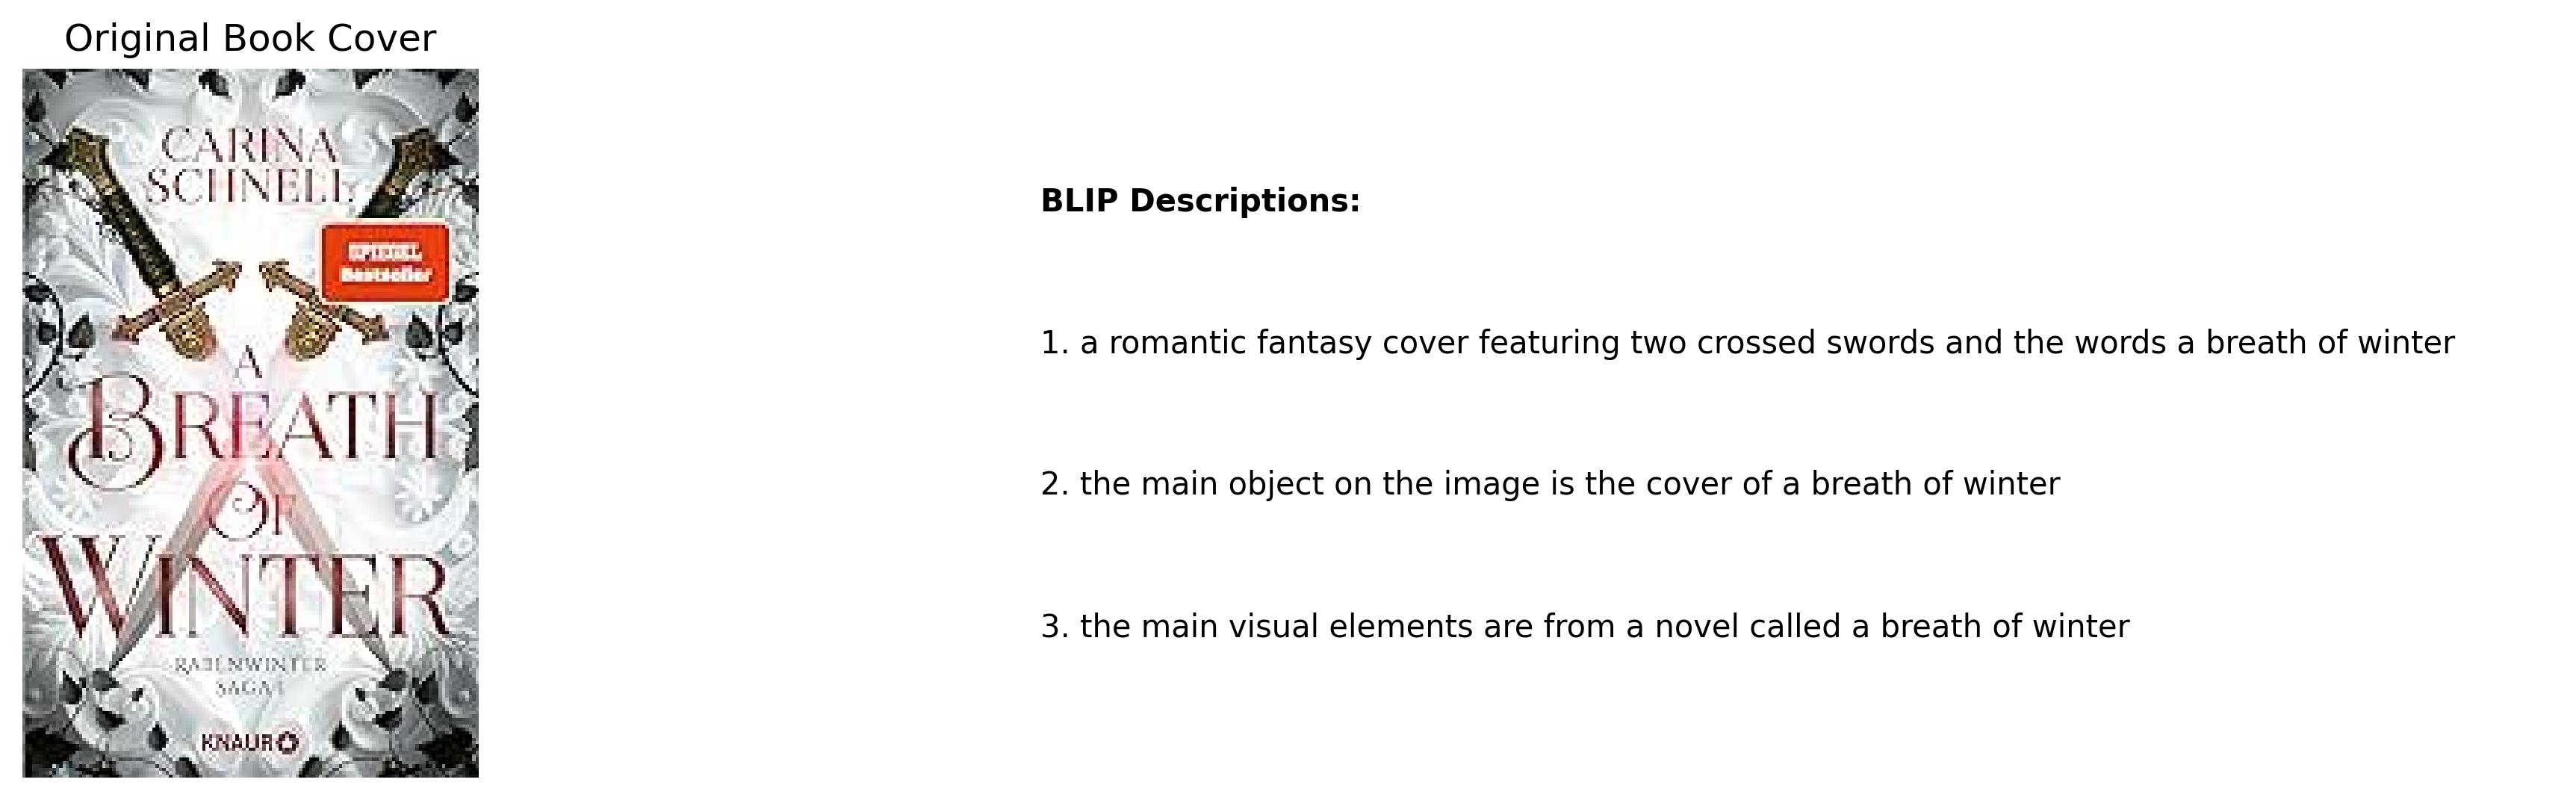 Original Book Cover
CARINA
SCHNELL
SPIEGEL
Bestseller
A
BREATH
OF
WINTER
RABENWINTER
SAGA 1
KNAUR
BLIP Descriptions:
1. a romantic fantasy cover featuring two crossed swords and the words a breath of winter
2. the main object on the image is the cover of a breath of winter
3. the main visual elements are from a novel called a breath of winter